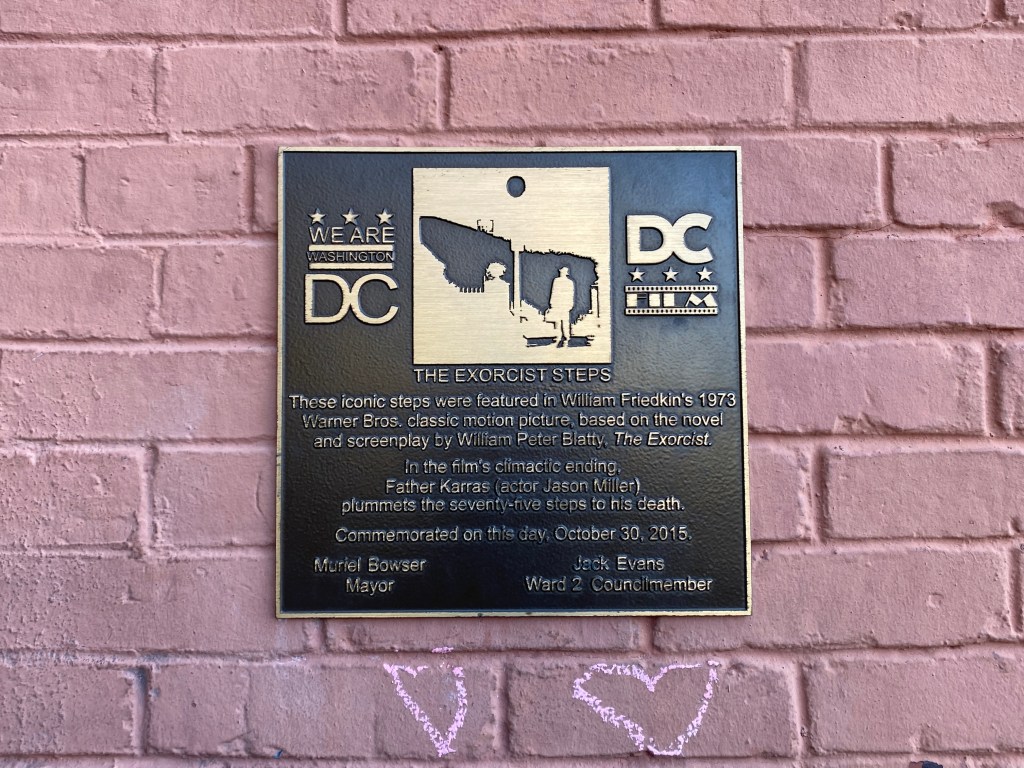 WE ARE
WASHINGTON
DC
DC
FILM
THE EXORCIST STEPS
These iconic steps were featured in William Friedkin's 1973
Warner Bros. classic motion picture, based on the novel
and screenplay by William Peter Blatty, The Exorcist.
In the film's climactic ending,
Father Karras (actor Jason Miller)
plummets the seventy-five steps to his death.
Commemorated on this day, October 30, 2015.
Muriel Bowser
Mayor
Jack Evans
Ward 2 Councilmember